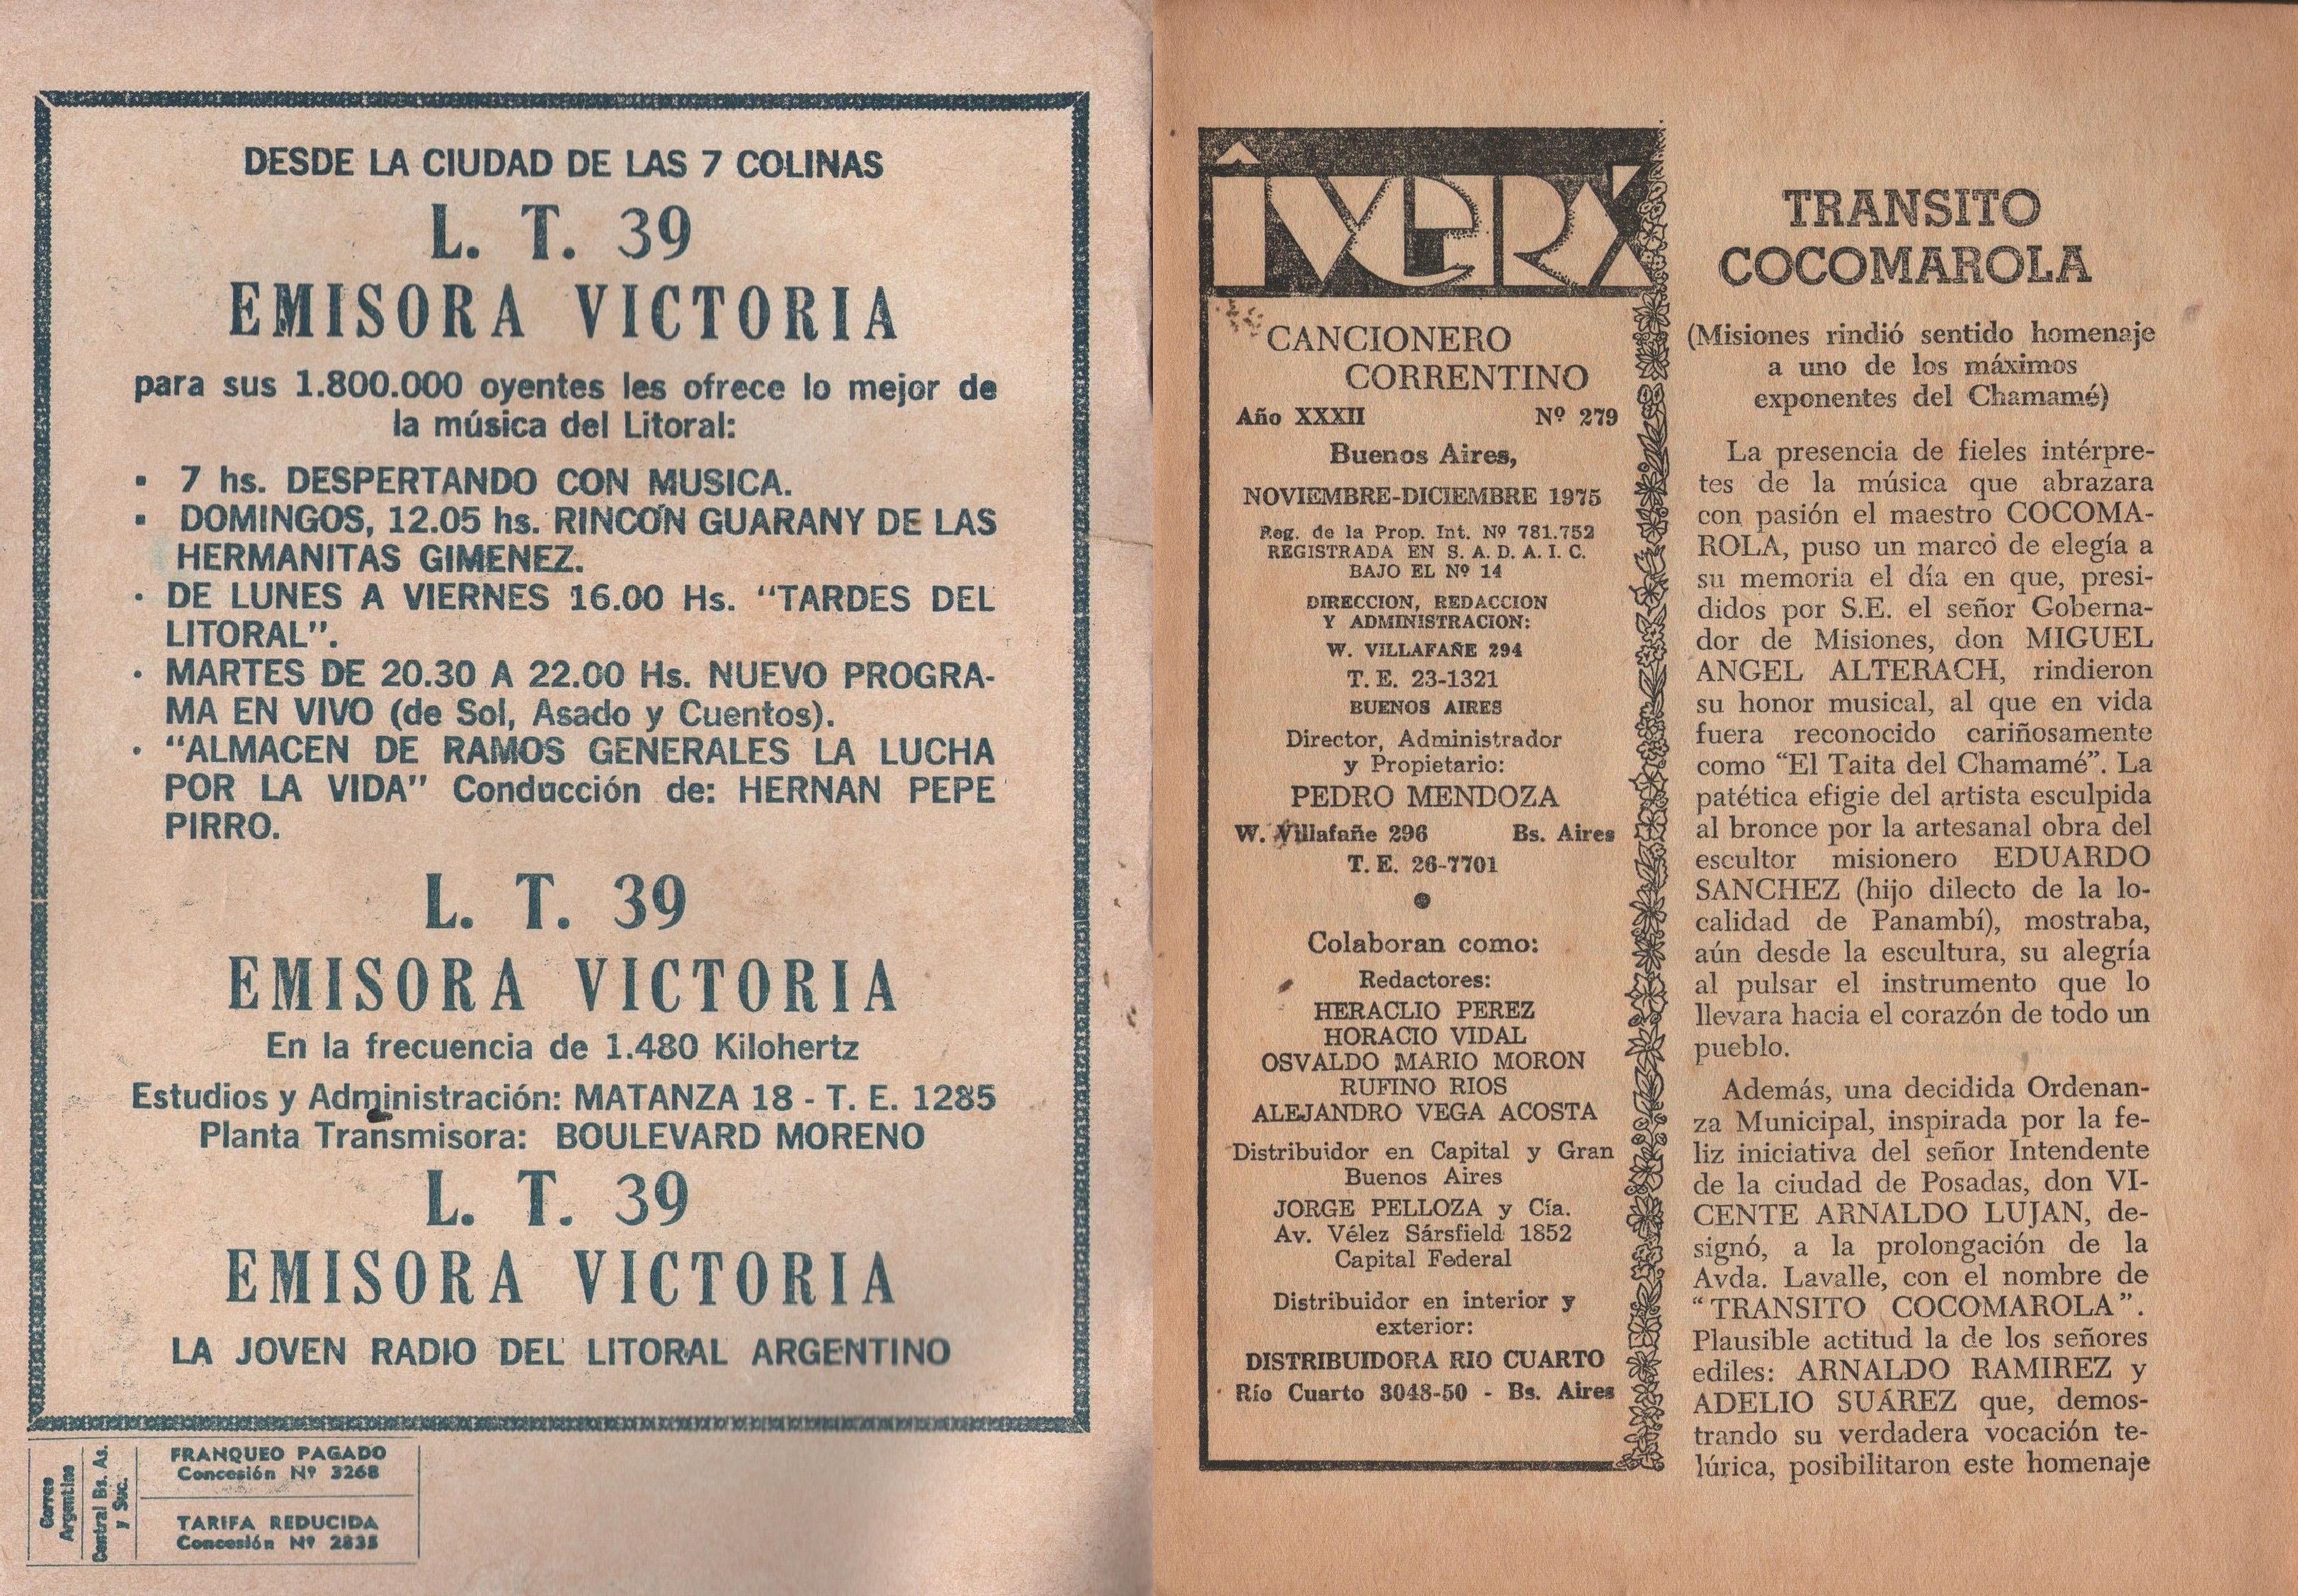 DESDE LA CIUDAD DE LAS 7 COLINAS
L. T. 39
EMISORA VICTORIA
para sus 1.800.000 oyentes les ofrece lo mejor de
la música del Litoral:
▪ 7 hs. DESPERTANDO CON MUSICA.
▪ DOMINGOS, 12.05 hs. RINCON GUARANY DE LAS
HERMANITAS GIMENEZ.
· DE LUNES A VIERNES 16.00 Hs. "TARDES DEL
LITORAL".
· MARTES DE 20.30 A 22.00 Hs. NUEVO PROGRA-
MA EN VIVO (de Sol, Asado y Cuentos).
· "ALMACEN DE RAMOS GENERALES LA LUCHA
POR LA VIDA" Conducción de: HERNAN PEPE
PIRRO.
L. T. 39
EMISORA VICTORIA
En la frecuencia de 1.480 Kilohertz
Estudios y Administración: MATANZA 18 - T. E. 1285
Planta Transmisora: BOULEVARD MORENO
L. T. 39
EMISORA VICTORIA
LA JOVEN RADIO DEL LITORAL ARGENTINO
Correo
Argentino
Central Bs. As.
y Suc.
FRANQUEO PAGADO
Concesión Nº 3268
TARIFA REDUCIDA
Concesión Nº 2835
IVERÁ
CANCIONERO
CORRENTINO
Año XXXII Nº 279
Buenos Aires,
NOVIEMBRE-DICIEMBRE 1975
Reg. de la Prop. Int. Nº 781.752
REGISTRADA EN S. A. D. A. I. C.
BAJO EL Nº 14
DIRECCION, REDACCION
Y ADMINISTRACION:
W. VILLAFAÑE 294
T. E. 23-1321
BUENOS AIRES
Director, Administrador
y Propietario:
PEDRO MENDOZA
W. Villafañe 296 Bs. Aires
T. E. 26-7701
Colaboran como:
Redactores:
HERACLIO PEREZ
HORACIO VIDAL
OSVALDO MARIO MORON
RUFINO RIOS
ALEJANDRO VEGA ACOSTA
Distribuidor en Capital y Gran
Buenos Aires
JORGE PELLOZA y Cía.
Av. Vélez Sársfield 1852
Capital Federal
Distribuidor en interior y
exterior:
DISTRIBUIDORA RIO CUARTO
Río Cuarto 3048-50 - Bs. Aires
TRANSITO
COCOMAROLA
(Misiones rindió sentido homenaje
a uno de los máximos
exponentes del Chamamé)
La presencia de fieles intérpre-
tes de la música que abrazara
con pasión el maestro COCOMA-
ROLA, puso un marcó de elegía a
su memoria el día en que, presi-
didos por S.E. el señor Goberna-
dor de Misiones, don MIGUEL
ANGEL ALTERACH, rindieron
su honor musical, al que en vida
fuera reconocido cariñosamente
como "El Taita del Chamamé". La
patética efigie del artista esculpida
al bronce por la artesanal obra del
escultor misionero EDUARDO
SANCHEZ (hijo dilecto de la lo-
calidad de Panambí), mostraba,
aún desde la escultura, su alegría
al pulsar el instrumento que lo
llevara hacia el corazón de todo un
pueblo.
Además, una decidida Ordenan-
za Municipal, inspirada por la fe-
liz iniciativa del señor Intendente
de la ciudad de Posadas, don VI-
CENTE ARNALDO LUJAN, de-
signó, a la prolongación de la
Avda. Lavalle, con el nombre de
"TRANSITO COCOMAROLA".
Plausible actitud la de los señores
ediles: ARNALDO RAMIREZ y
ADELIO SUÁREZ que, demos-
trando su verdadera vocación te-
lúrica, posibilitaron este homenaje